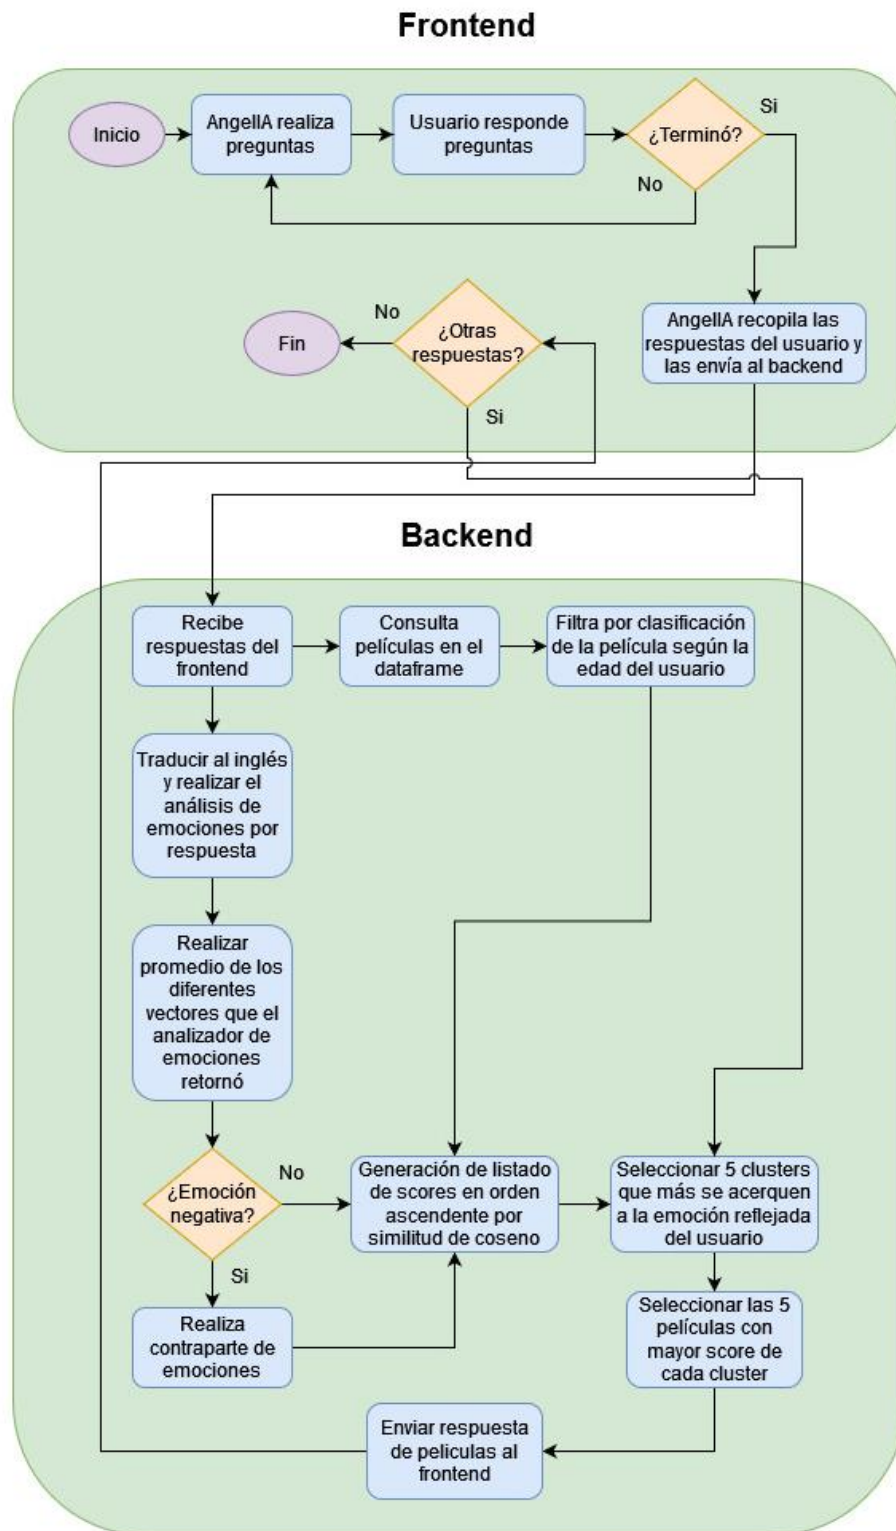 Frontend
Inicio
AngelIA realiza
preguntas
Usuario responde
preguntas
¿Terminó?
Si
No
Fin
No
¿Otras
respuestas?
Si
AngelIA recopila las
respuestas del usuario y
las envía al backend
Backend
Recibe
respuestas del
frontend
Consulta
películas en el
dataframe
Filtra por clasificación
de la película según la
edad del usuario
Traducir al inglés
y realizar el
análisis de
emociones por
respuesta
Realizar
promedio de los
diferentes
vectores que el
analizador de
emociones
retornó
¿Emoción
negativa?
No
Si
Generación de listado
de scores en orden
ascendente por
similitud de coseno
Seleccionar 5 clusters
que más se acerquen
a la emoción reflejada
del usuario
Realiza
contraparte de
emociones
Seleccionar las 5
películas con
mayor score de
cada cluster
Enviar respuesta
de peliculas al
frontend